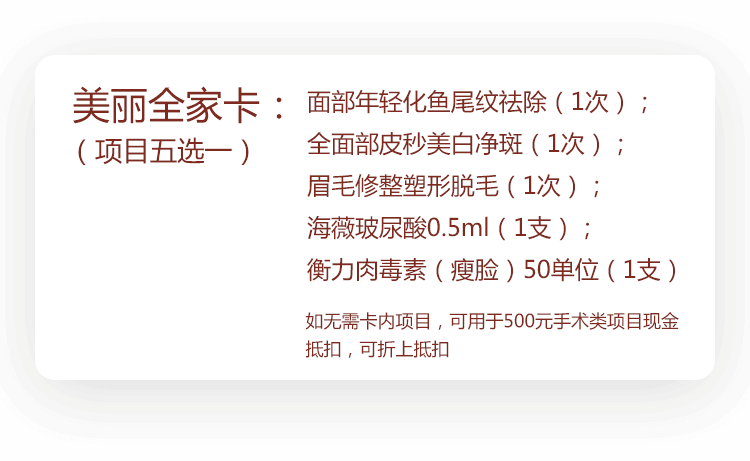 美丽全家卡：
（项目五选一）
面部年轻化鱼尾纹祛除（1次）；
全面部皮秒美白净斑（1次）；
眉毛修整塑形脱毛（1次）；
海薇玻尿酸0.5ml（1支）；
衡力肉毒素（瘦脸）50单位（1支）
如无需卡内项目，可用于500元手术类项目现金
抵扣，可折上抵扣